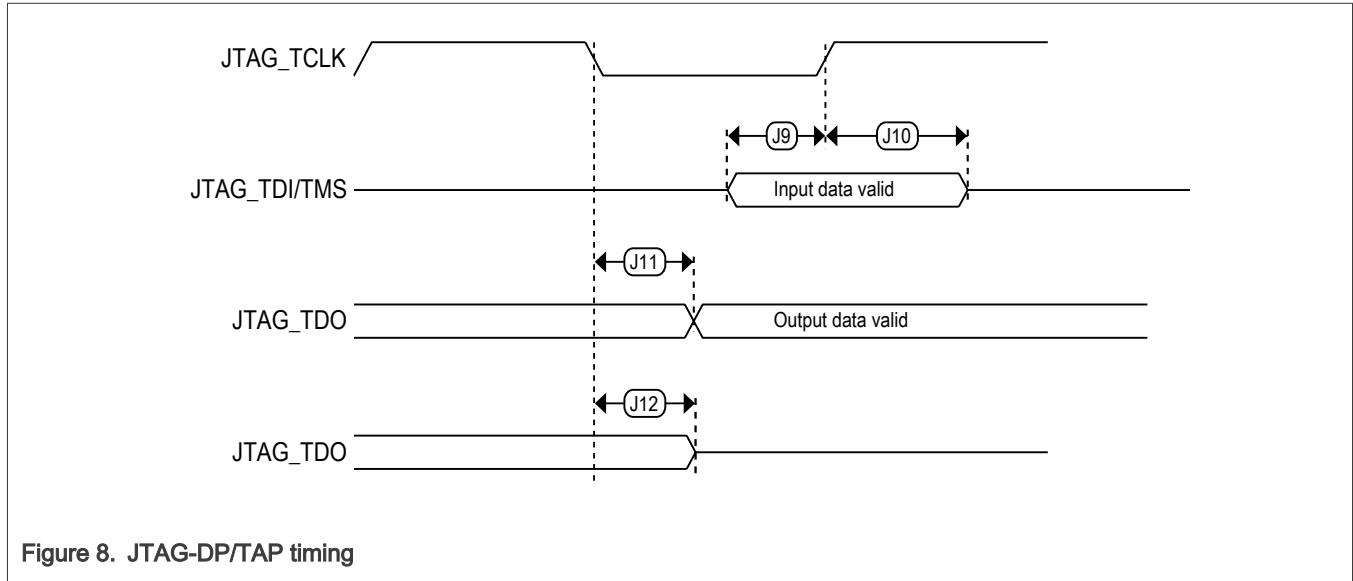 JTAG_TCLK
J9
J10
JTAG_TDI/TMS
Input data valid
J11
JTAG_TDO
Output data valid
J12
JTAG_TDO
Figure 8. JTAG-DP/TAP timing